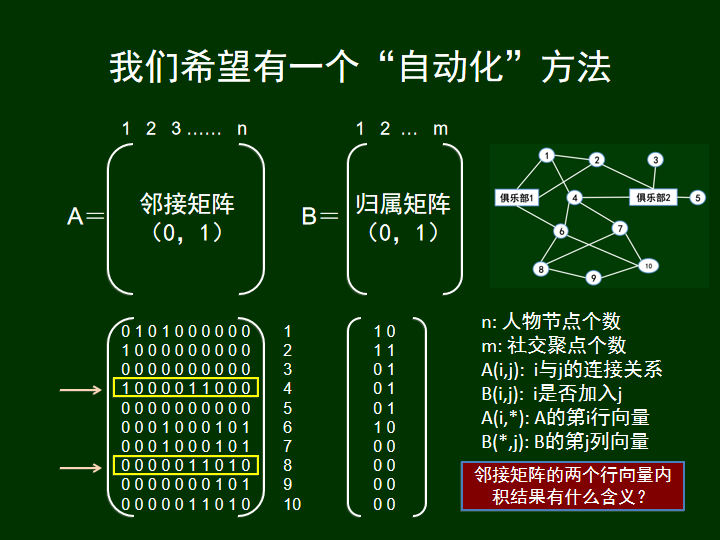 我们希望有一个“自动化”方法
1 2 3 …… n
1 2 … m
A＝
邻接矩阵
（0，1）
B＝
归属矩阵
（0，1）
1
2
3
俱乐部1
4
俱乐部2
5
6
7
8
9
10
0 1 0 1 0 0 0 0 0 0 1 1 0
1 0 0 0 0 0 0 0 0 0 2 1 1
0 0 0 0 0 0 0 0 0 0 3 0 1
1 0 0 0 0 1 1 0 0 0 4 0 1
0 0 0 0 0 0 0 0 0 0 5 0 1
0 0 0 1 0 0 0 1 0 1 6 1 0
0 0 0 1 0 0 0 1 0 1 7 0 0
0 0 0 0 0 1 1 0 1 0 8 0 0
0 0 0 0 0 0 0 1 0 1 9 0 0
0 0 0 0 0 1 1 0 1 0 10 0 0
n: 人物节点个数
m: 社交聚点个数
A(i,j): i与j的连接关系
B(i,j): i是否加入j
A(i,*): A的第i行向量
B(*,j): B的第j列向量
邻接矩阵的两个行向量内
积结果有什么含义？